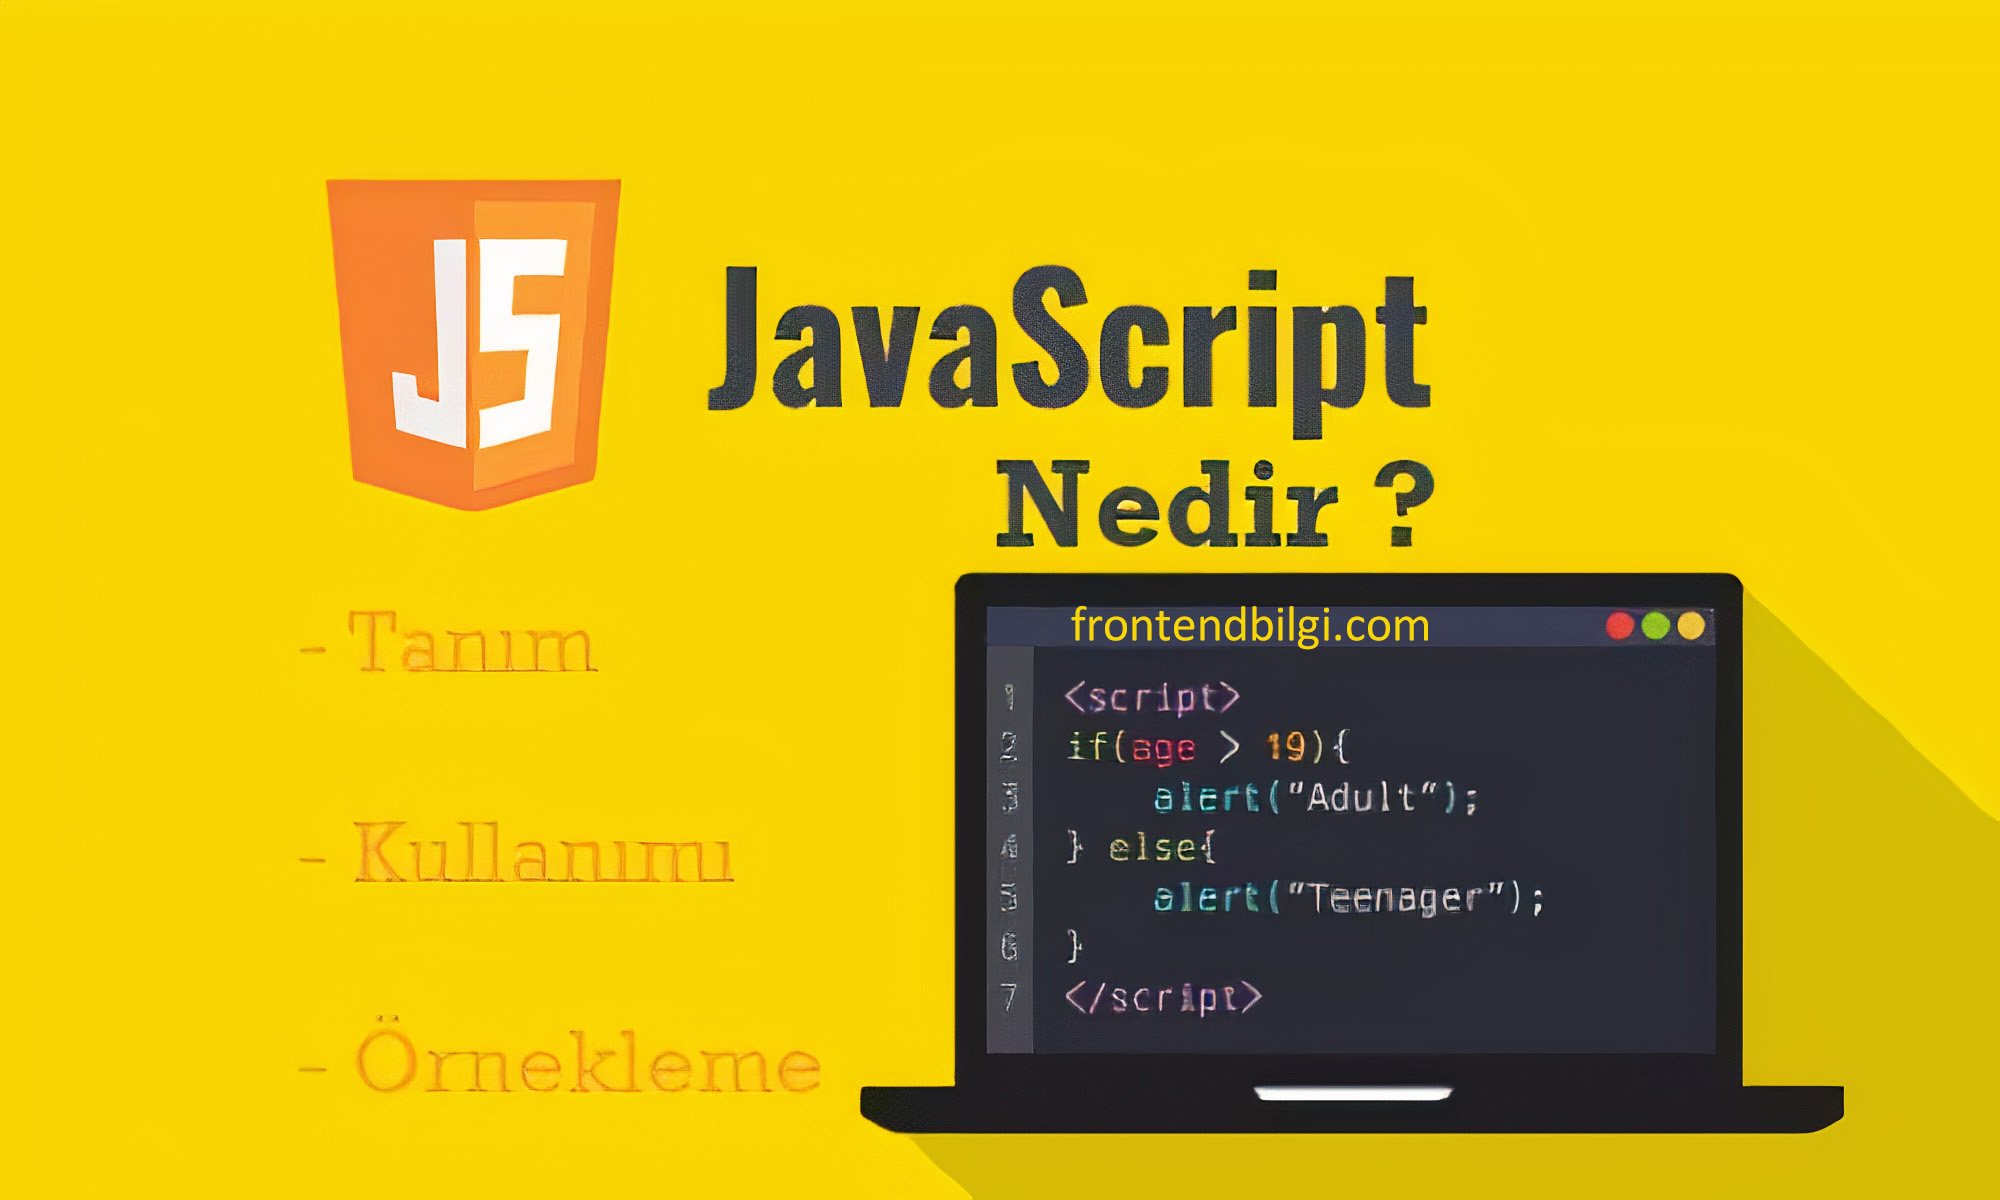 JS
JavaScript
Nedir ?
- Tanım
- Kullanımı
- Örnekleme
frontendbilgi.com
1 <script>
2 if(age > 19){
3 alert("Adult");
4 } else{
5 alert("Teenager");
6 }
7 </script>